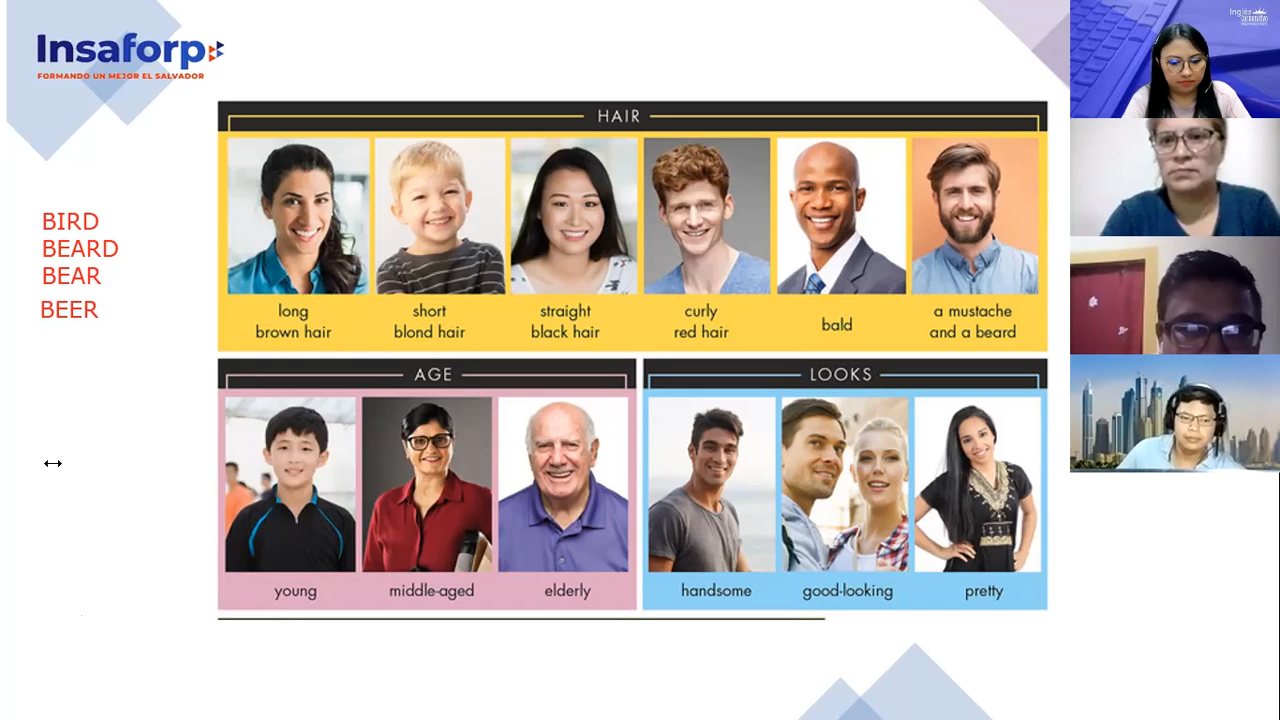 Insaforp
FORMANDO UN MEJOR EL SALVADOR
BIRD
BEARD
BEAR
BEER
HAIR
long
brown hair
short
blond hair
straight
black hair
curly
red hair
bald
a mustache
and a beard
AGE
young
middle-aged
elderly
LOOKS
handsome
good-looking
pretty
Inglés